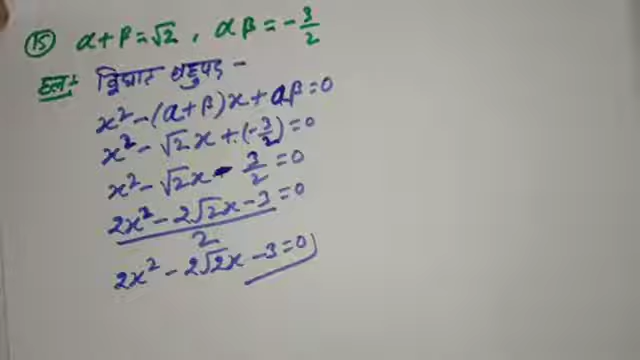 (15) α+β=√2, αβ=-3/2
हल:- द्विघात बहुपद -
x²-(α+β)x+αβ=0
x²-√2x+(-3/2)=0
x²-√2x-3/2=0
2x²-2√2x-3/2=0
2x²-2√2x-3=0